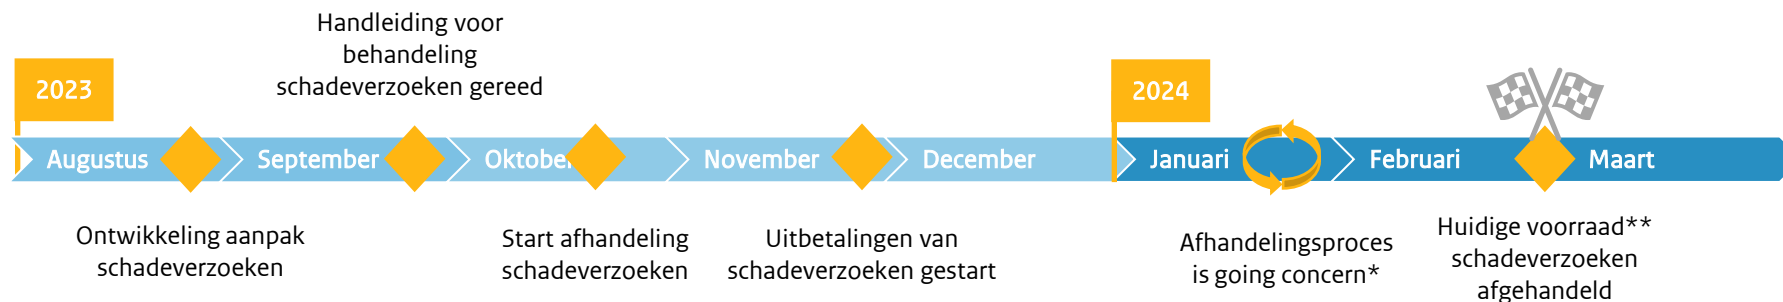 Handleiding voor
behandeling
schadeverzoeken gereed
2023
2024
Augustus
September
Oktober
November
December
Januari
Februari
Maart
Ontwikkeling aanpak
schadeverzoeken
Start afhandeling
schadeverzoeken
Uitbetalingen van
schadeverzoeken gestart
Afhandelingsproces
is going concern*
Huidige voorraad**
schadeverzoeken
afgehandeld